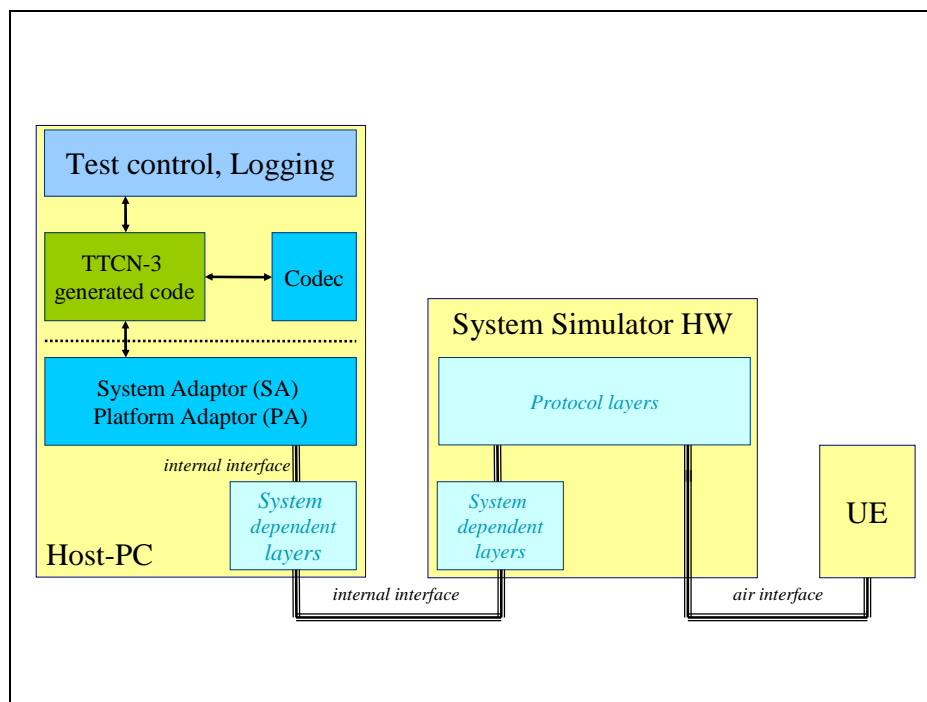 Test control, Logging
TTCN-3
generated code
Codec
System Adaptor (SA)
Platform Adaptor (PA)
internal interface
System
dependent
layers
Host-PC
internal interface
System Simulator HW
Protocol layers
System
dependent
layers
air interface
UE